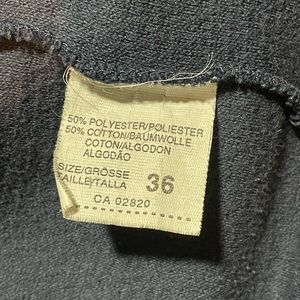 50% POLYESTER/POLIESTER
50% COTTON/BAUMWOLLE
COTON/ALGODON
ALGODÃO
SIZE/GRÖSSE
TAILLE/TALLA 36
CA 02820